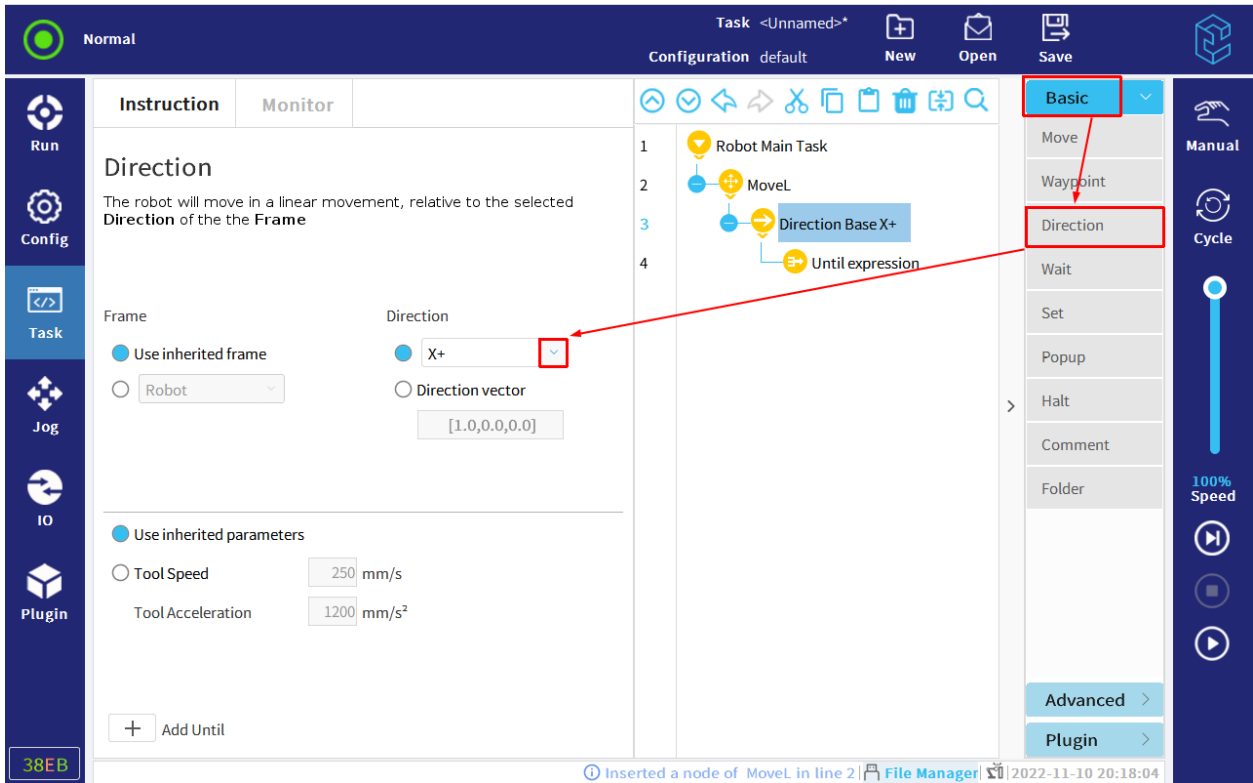 Normal
Task <Unnamed>*
Configuration default
New
Open
Save
Run
Config
Task
Jog
IO
Plugin
38EB
Instruction
Monitor
Direction
The robot will move in a linear movement, relative to the selected
Direction of the the Frame
Frame
Direction
Use inherited frame
X+
Robot
Direction vector
[1.0,0.0,0.0]
Use inherited parameters
Tool Speed 250 mm/s
Tool Acceleration 1200 mm/s²
+ Add Until
1 Robot Main Task
2 MoveL
3 Direction Base X+
4 Until expression
Basic
Move
Waypoint
Direction
Wait
Set
Popup
Halt
Comment
Folder
Advanced
Plugin
Manual
Cycle
100%
Speed
Inserted a node of MoveL in line 2 | File Manager | 2022-11-10 20:18:04